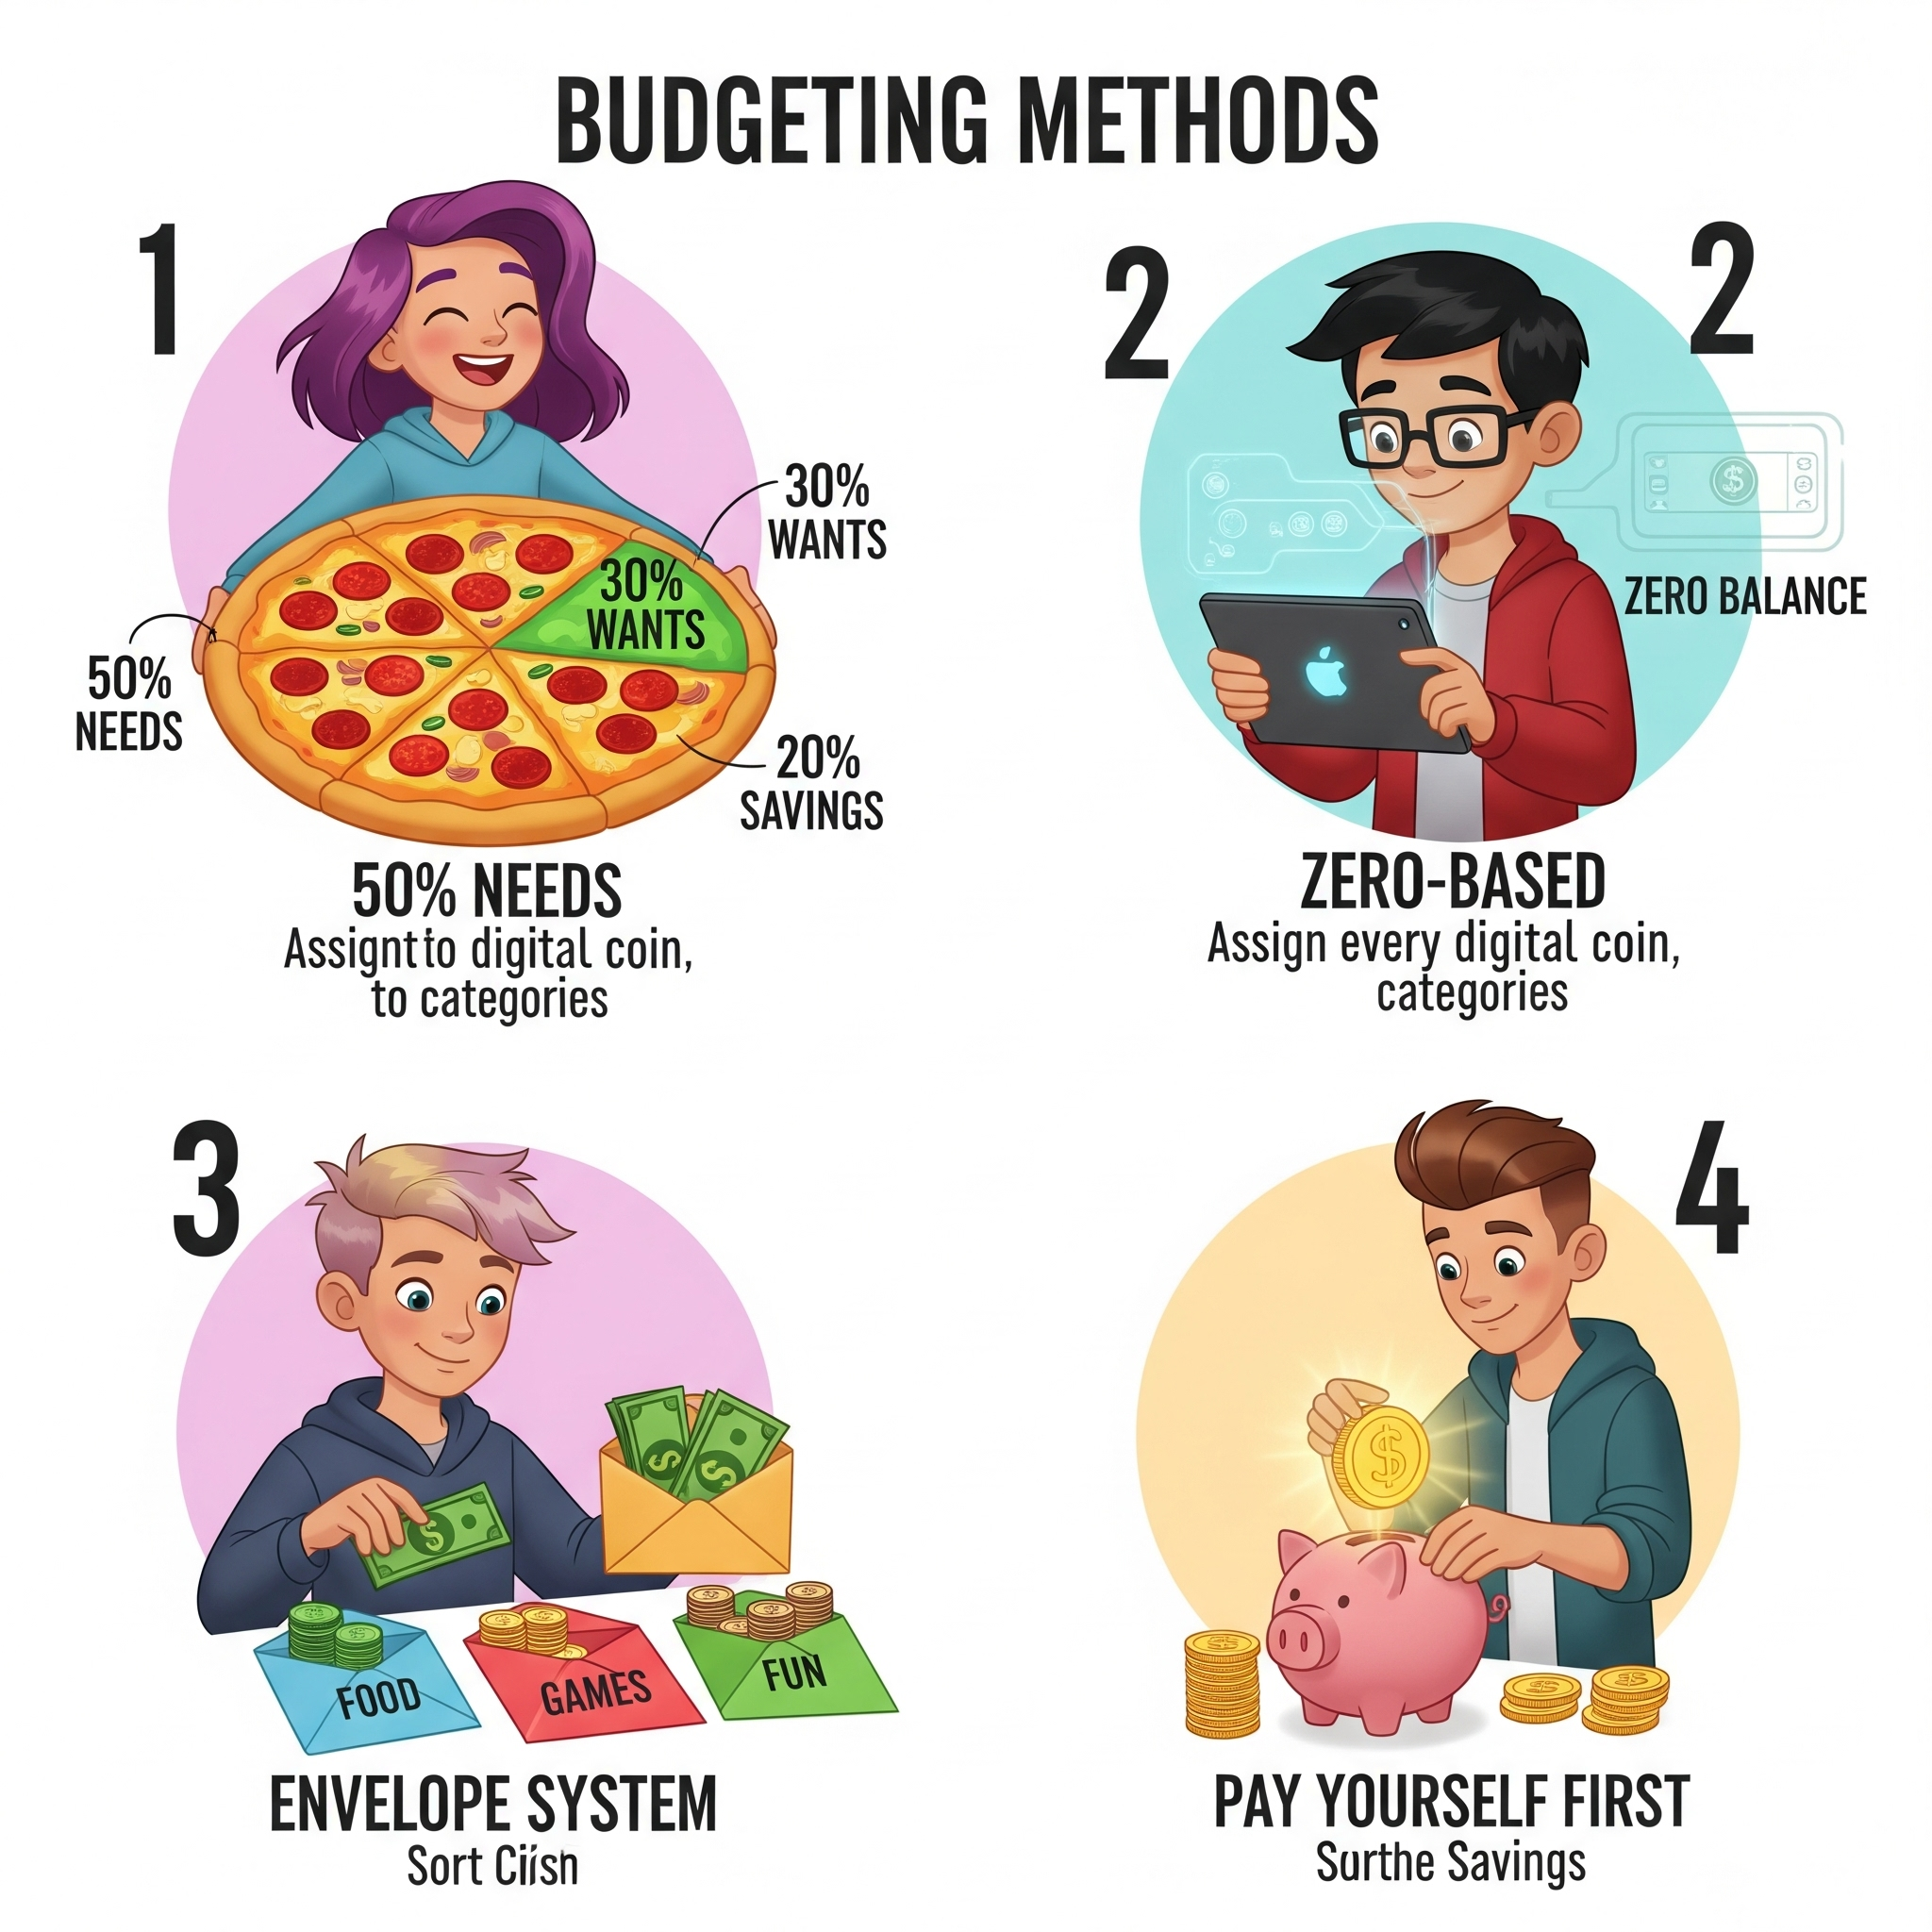 BUDGETING METHODS
1
30%
WANTS
30%
WANTS
50%
NEEDS
20%
SAVINGS
50% NEEDS
Assigntto digital coin,
to categories
2
2
ZERO BALANCE
ZERO-BASED
Assign every digital coin,
categories
3
FOOD
GAMES
FUN
ENVELOPE SYSTEM
Sort
4
PAY YOURSELF FIRST
Surthe Savings